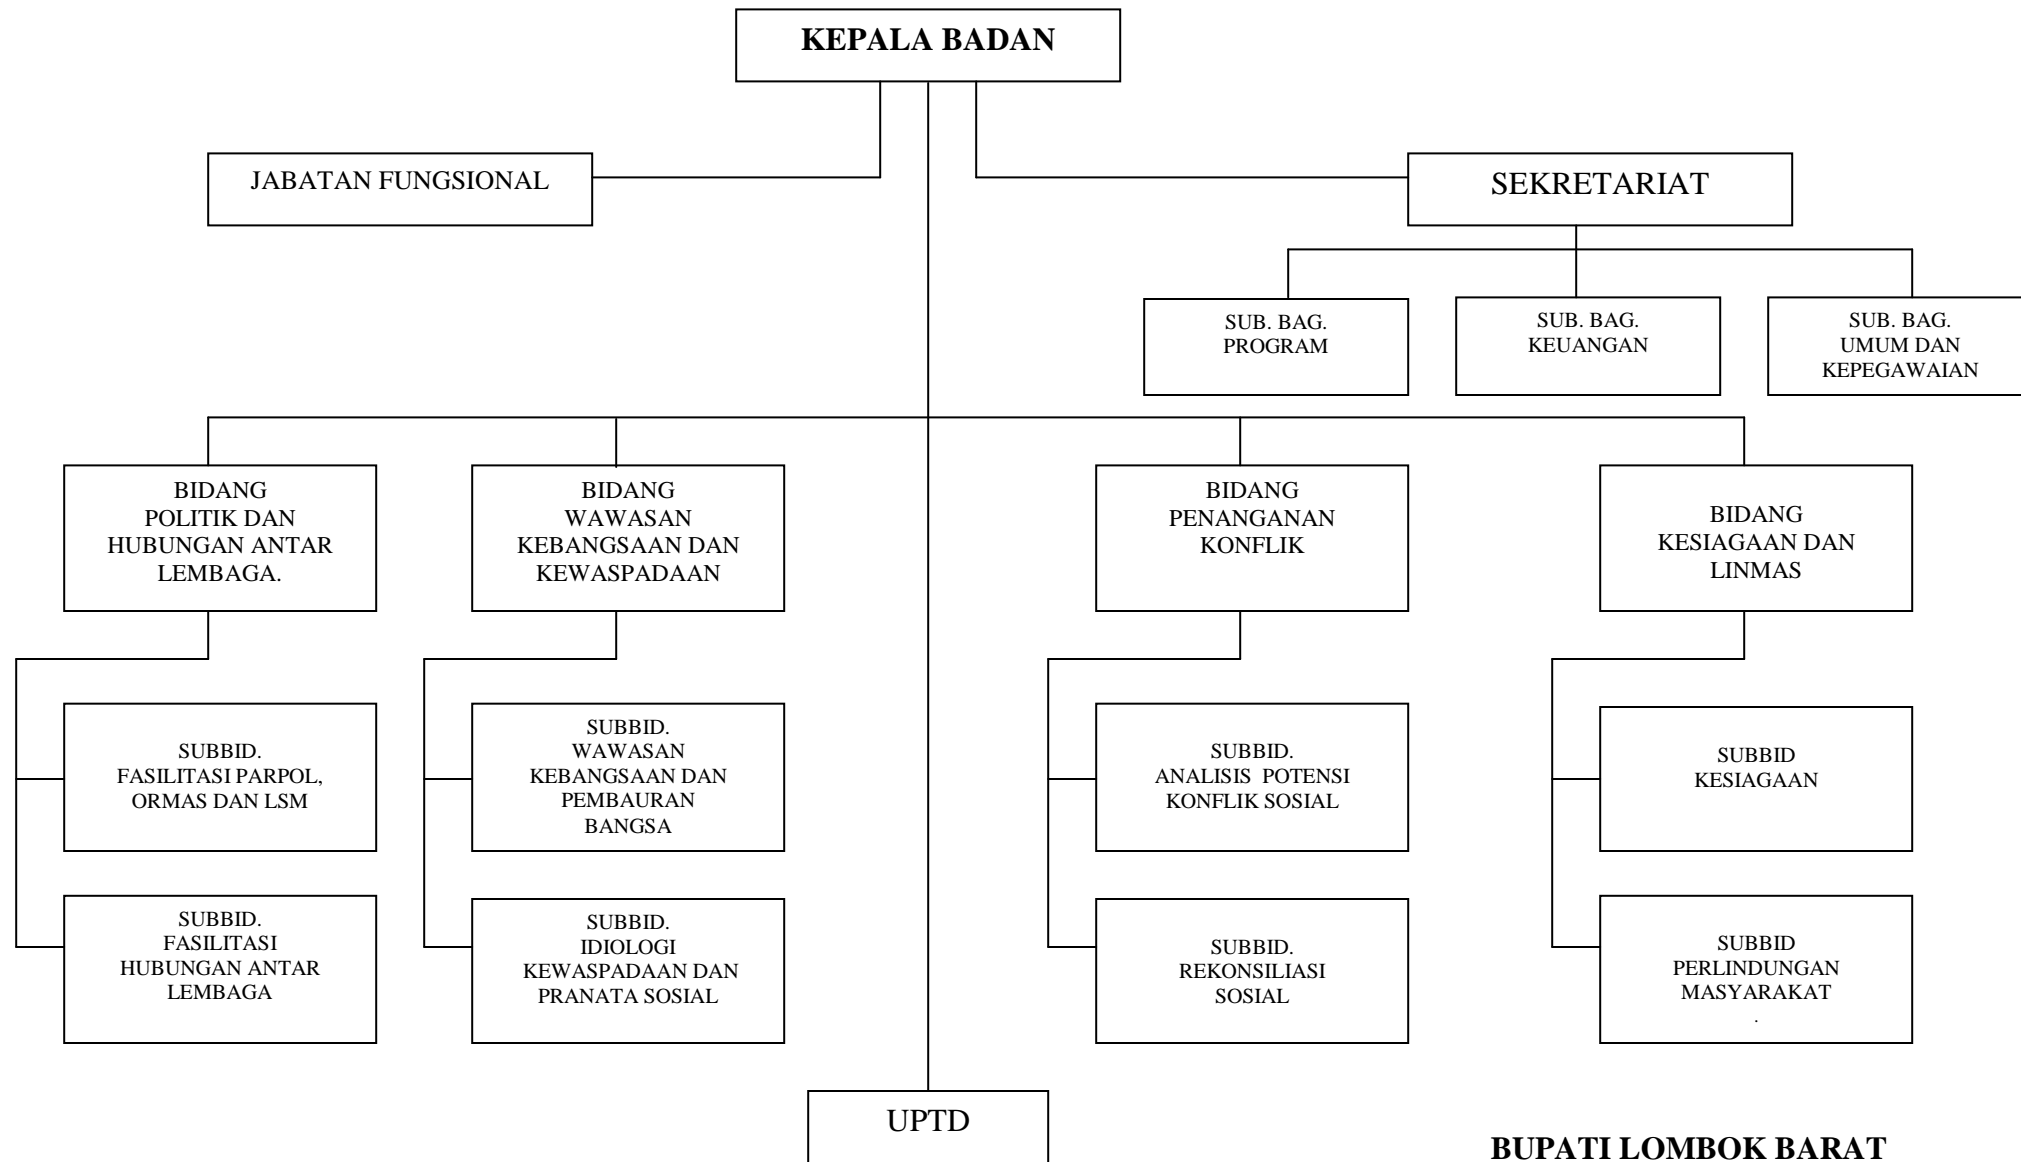 KEPALA BADAN
JABATAN FUNGSIONAL
SEKRETARIAT
SUB. BAG.
PROGRAM
SUB. BAG.
KEUANGAN
SUB. BAG.
UMUM DAN
KEPEGAWAIAN
BIDANG
POLITIK DAN
HUBUNGAN ANTAR
LEMBAGA.
BIDANG
WAWASAN
KEBANGSAAN DAN
KEWASPADAAN
BIDANG
PENANGANAN
KONFLIK
BIDANG
KESIAGAAN DAN
LINMAS
SUBBID.
FASILITASI PARPOL,
ORMAS DAN LSM
SUBBID.
WAWASAN
KEBANGSAAN DAN
PEMBAURAN
BANGSA
SUBBID.
ANALISIS  POTENSI
KONFLIK SOSIAL
SUBBID
KESIAGAAN
SUBBID.
FASILITASI
HUBUNGAN ANTAR
LEMBAGA
SUBBID.
IDIOLOGI
KEWASPADAAN DAN
PRANATA SOSIAL
SUBBID.
REKONSILIASI
SOSIAL
SUBBID
PERLINDUNGAN
MASYARAKAT
.
UPTD
BUPATI LOMBOK BARAT